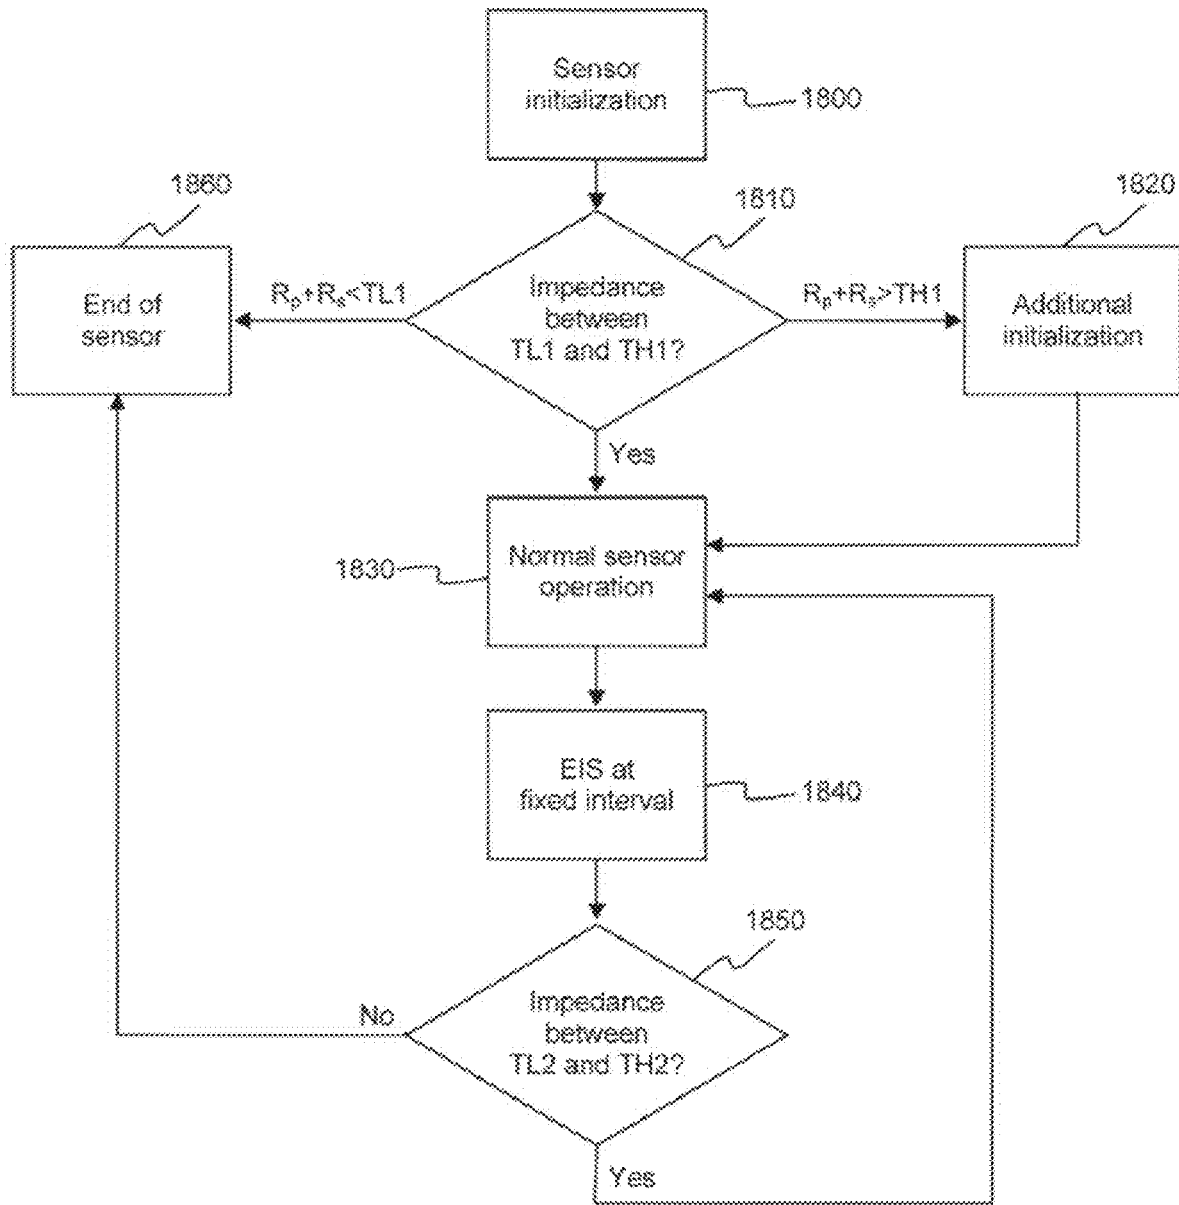 Sensor
initialization
1800
1860
1810
1820
End of
sensor
Rp+Rs<TL1
Impedance
between
TL1 and TH1?
Rp+Rs>TH1
Additional
initialization
Yes
1830
Normal sensor
operation
EIS at
fixed interval
1840
1850
No
Impedance
between
TL2 and TH2?
Yes